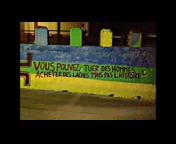 VOUS POUVEZ TUER DES HOMMES
ACHETER DES LACHES MAIS PAS L'HISTOIRE